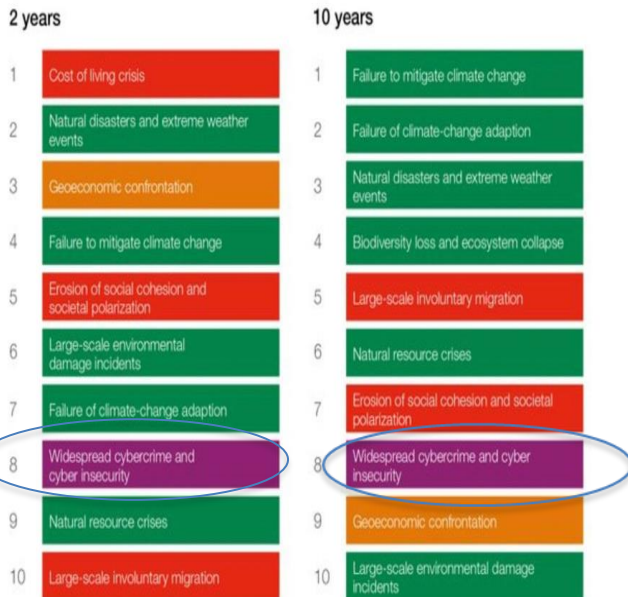 2 years
1
Cost of living crisis
2
Natural disasters and extreme weather
events
3
Geoeconomic confrontation
4
Failure to mitigate climate change
5
Erosion of social cohesion and
societal polarization
6
Large-scale environmental
damage incidents
7
Failure of climate-change adaption
8
Widespread cybercrime and
cyber insecurity
9
Natural resource crises
10
Large-scale involuntary migration
10 years
1
Failure to mitigate climate change
2
Failure of climate-change adaption
3
Natural disasters and extreme weather
events
4
Biodiversity loss and ecosystem collapse
5
Large-scale involuntary migration
6
Natural resource crises
7
Erosion of social cohesion and societal
polarization
8
Widespread cybercrime and cyber
insecurity
9
Geoeconomic confrontation
10
Large-scale environmental damage
incidents